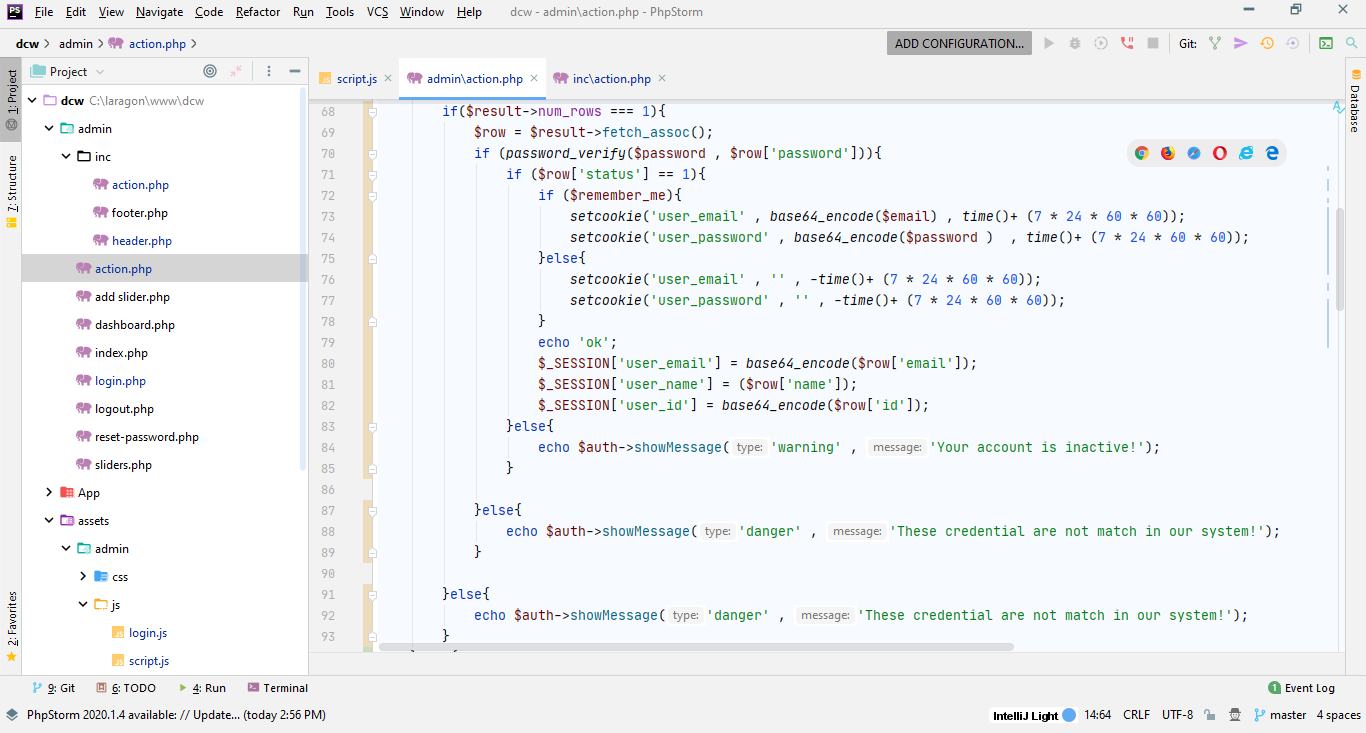 PS File Edit View Navigate Code Refactor Run Tools VCS Window Help dcw - admin\action.php - PhpStorm
dcw admin action.php ADD CONFIGURATION... Git:
Project script.js admin\action.php inc\action.php
1: Project
7: Structure
2: Favorites
dcw C:\laragon\www\dcw
admin
inc
action.php
footer.php
header.php
action.php
add slider.php
dashboard.php
index.php
login.php
logout.php
reset-password.php
sliders.php
App
assets
admin
css
js
login.js
script.js
68 if($result->num_rows === 1){
69 $row = $result->fetch_assoc();
70 if (password_verify($password , $row['password'])){
71 if ($row['status'] == 1){
72 if ($remember_me){
73 setcookie('user_email' , base64_encode($email) , time()+ (7 * 24 * 60 * 60));
74 setcookie('user_password' , base64_encode($password )  , time()+ (7 * 24 * 60 * 60));
75 }else{
76 setcookie('user_email' , '' , -time()+ (7 * 24 * 60 * 60));
77 setcookie('user_password' , '' , -time()+ (7 * 24 * 60 * 60));
78 }
79 echo 'ok';
80 $_SESSION['user_email'] = base64_encode($row['email']);
81 $_SESSION['user_name'] = ($row['name']);
82 $_SESSION['user_id'] = base64_encode($row['id']);
83 }else{
84 echo $auth->showMessage( type: 'warning' , message: 'Your account is inactive!');
85 }
86
87 }else{
88 echo $auth->showMessage( type: 'danger' , message: 'These credential are not match in our system!');
89 }
90
91 }else{
92 echo $auth->showMessage( type: 'danger' , message: 'These credential are not match in our system!');
93 }
Database
9: Git 6: TODO 4: Run Terminal 1 Event Log
PhpStorm 2020.1.4 available: // Update... (today 2:56 PM) IntelliJ Light 14:64 CRLF UTF-8 master 4 spaces